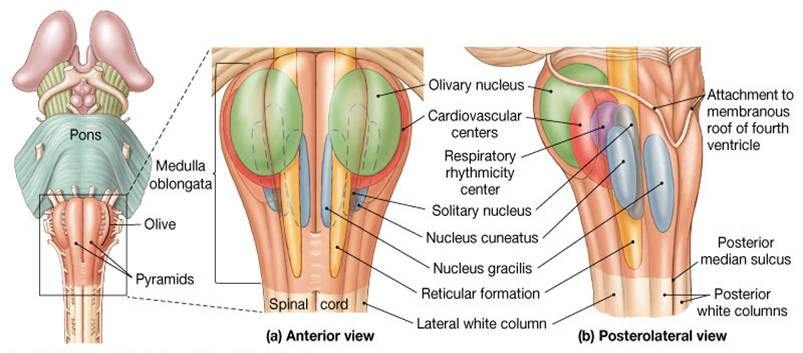 Pons
Medulla
oblongata
Olive
Pyramids
Spinal cord
(a) Anterior view
Olivary nucleus
Cardiovascular
centers
Respiratory
rhythmicity
center
Solitary nucleus
Nucleus cuneatus
Nucleus gracilis
Reticular formation
Lateral white column
Attachment to
membranous
roof of fourth
ventricle
Posterior
median sulcus
Posterior
white columns
(b) Posterolateral view